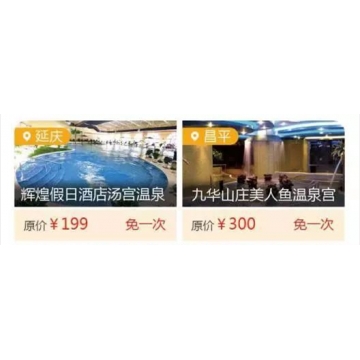 延庆
辉煌假日酒店汤宫温泉
原价¥199 免一次
昌平
九华山庄美人鱼温泉宫
原价¥300 免一次